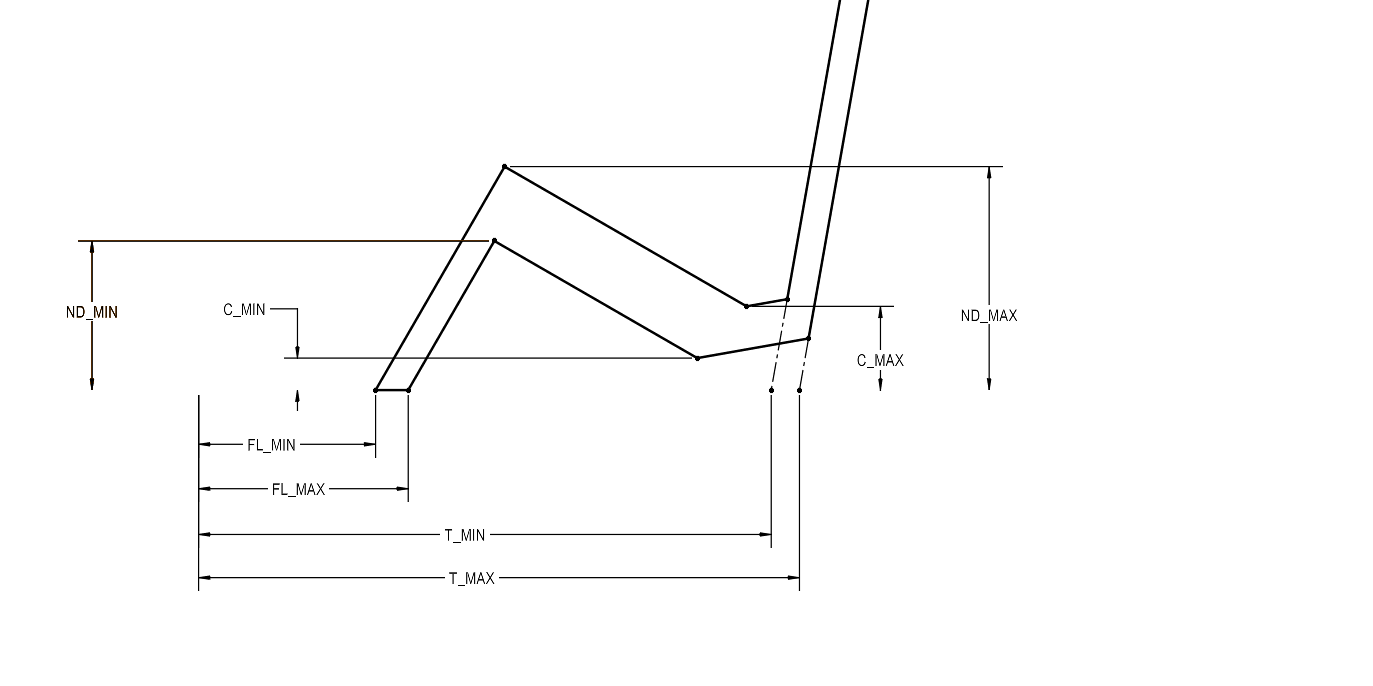 C_MIN
ND_MIN
ND_MAX
C_MAX
FL_MIN
FL_MAX
T_MIN
T_MAX